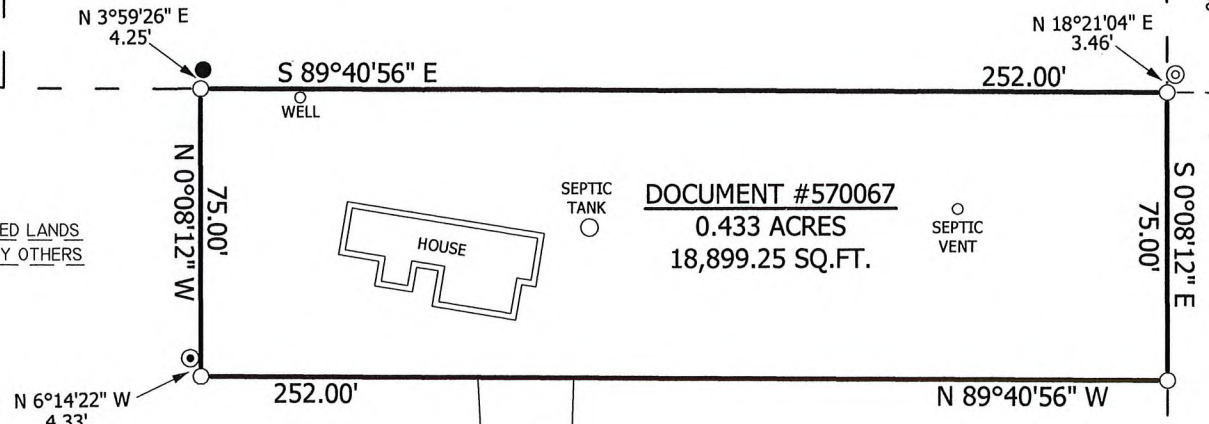 N 3°59'26" E
4.25'
N 18°21'04" E
3.46'
S 89°40'56" E
252.00'
WELL
N 0°08'12" W
75.00'
SEPTIC
TANK
DOCUMENT #570067
0.433 ACRES
18,899.25 SQ.FT.
SEPTIC
VENT
S 0°08'12" E
75.00'
HOUSE
ED LANDS
Y OTHERS
N 6°14'22" W
4.33'
252.00'
N 89°40'56" W